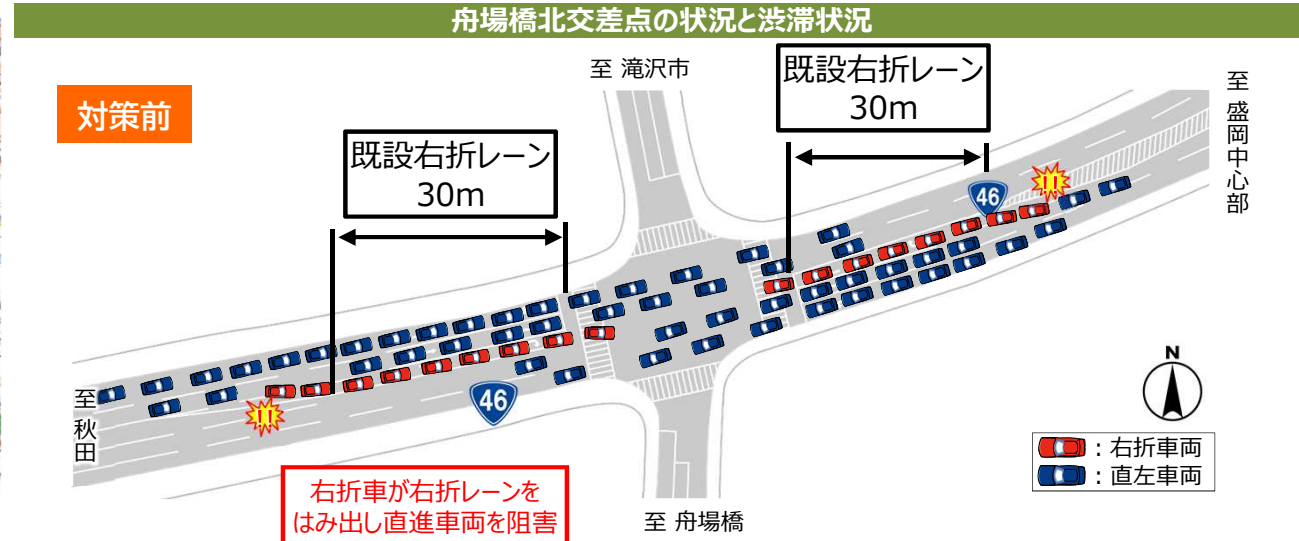 舟場橋北交差点の状況と渋滞状況
対策前
既設右折レーン
30m
至 滝沢市
既設右折レーン
30m
至 盛岡中心部
46
!!
至 秋田
!!
46
右折車が右折レーンを
はみ出し直進車両を阻害
至 舟場橋
N
：右折車両
：直左車両